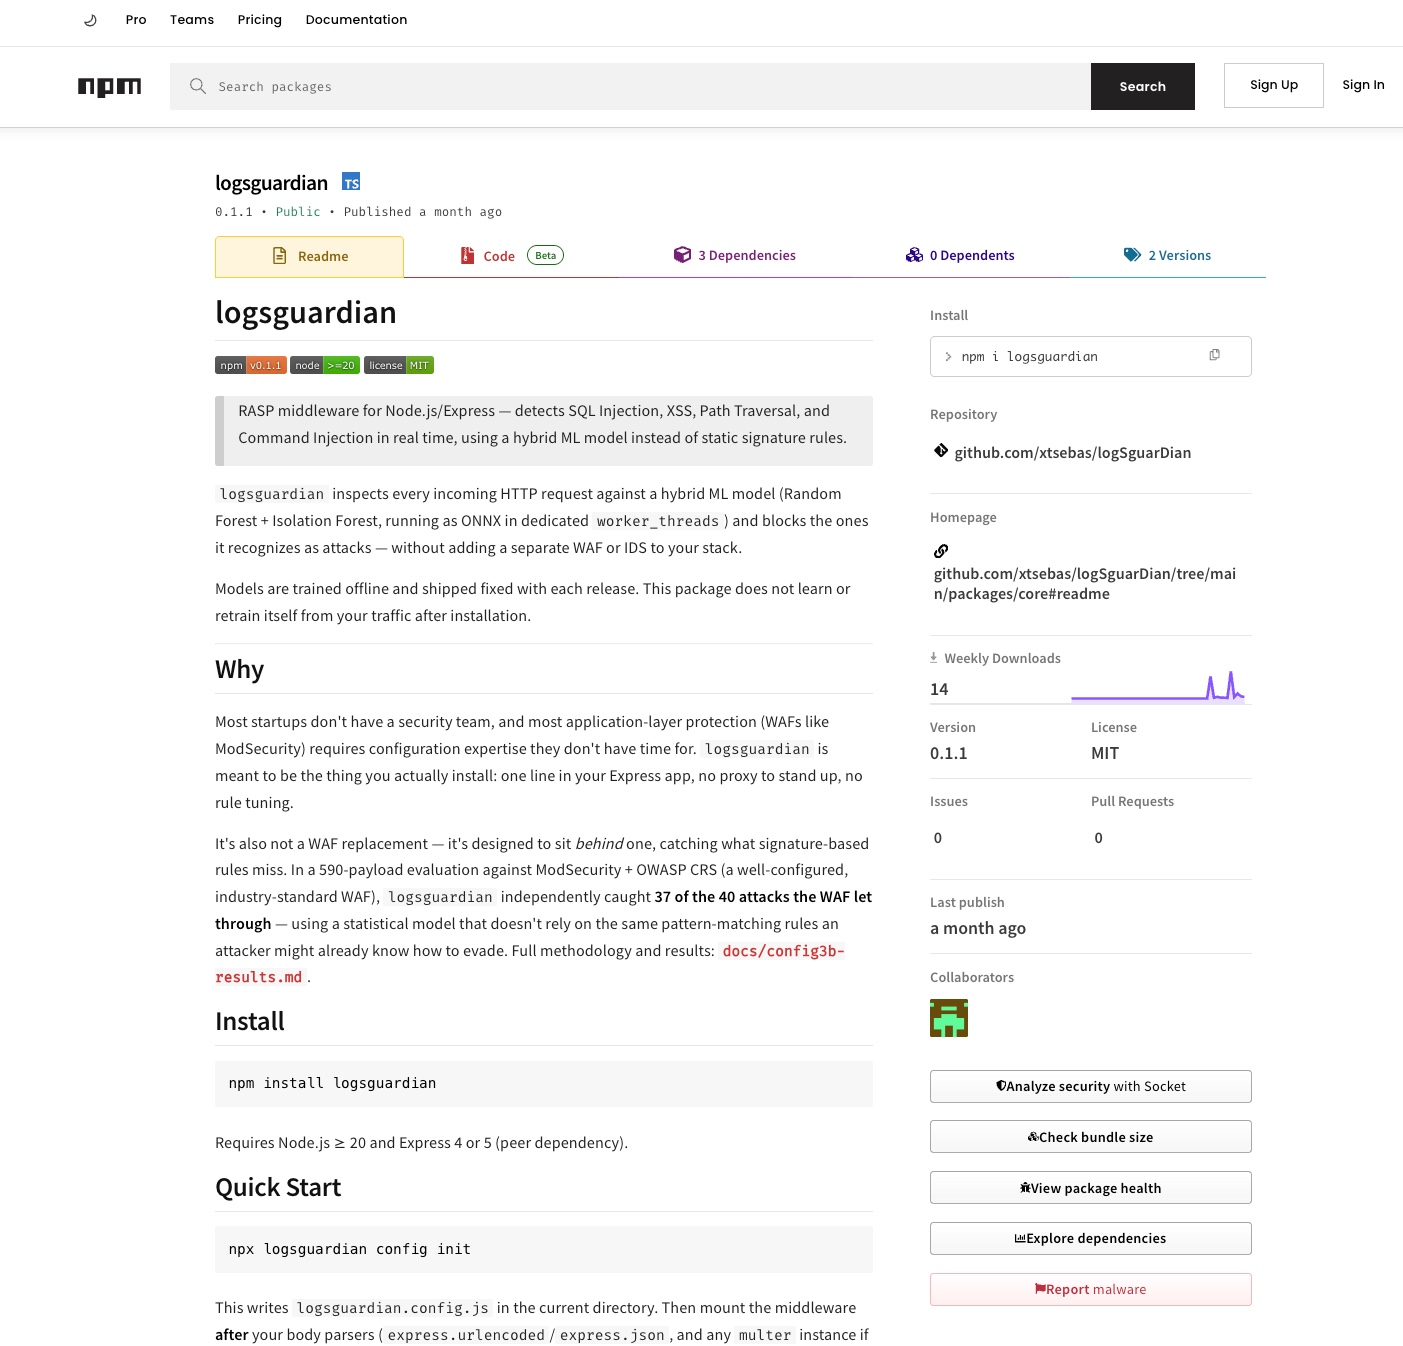 Pro Teams Pricing Documentation
npm Search packages Search Sign Up Sign In
logsguardian TS
0.1.1 • Public • Published a month ago
Readme Code Beta 3 Dependencies 0 Dependents 2 Versions
logsguardian
npm v0.1.1 node >=20 license MIT
RASP middleware for Node.js/Express — detects SQL Injection, XSS, Path Traversal, and
Command Injection in real time, using a hybrid ML model instead of static signature rules.
logsguardian inspects every incoming HTTP request against a hybrid ML model (Random
Forest + Isolation Forest, running as ONNX in dedicated worker_threads ) and blocks the ones
it recognizes as attacks — without adding a separate WAF or IDS to your stack.
Models are trained offline and shipped fixed with each release. This package does not learn or
retrain itself from your traffic after installation.
Why
Most startups don't have a security team, and most application-layer protection (WAFs like
ModSecurity) requires configuration expertise they don't have time for. logsguardian is
meant to be the thing you actually install: one line in your Express app, no proxy to stand up, no
rule tuning.
It's also not a WAF replacement — it's designed to sit behind one, catching what signature-based
rules miss. In a 590-payload evaluation against ModSecurity + OWASP CRS (a well-configured,
industry-standard WAF), logsguardian independently caught 37 of the 40 attacks the WAF let
through — using a statistical model that doesn't rely on the same pattern-matching rules an
attacker might already know how to evade. Full methodology and results: docs/config3b-
results.md .
Install
npm install logsguardian
Requires Node.js ≥ 20 and Express 4 or 5 (peer dependency).
Quick Start
npx logsguardian config init
This writes logsguardian.config.js in the current directory. Then mount the middleware
after your body parsers ( express.urlencoded / express.json , and any multer instance if
Install
npm i logsguardian
Repository
github.com/xtsebas/logSguarDian
Homepage
github.com/xtsebas/logSguarDian/tree/mai
n/packages/core#readme
Weekly Downloads
14
Version License
0.1.1 MIT
Issues Pull Requests
0 0
Last publish
a month ago
Collaborators
Analyze security with Socket
Check bundle size
View package health
Explore dependencies
Report malware